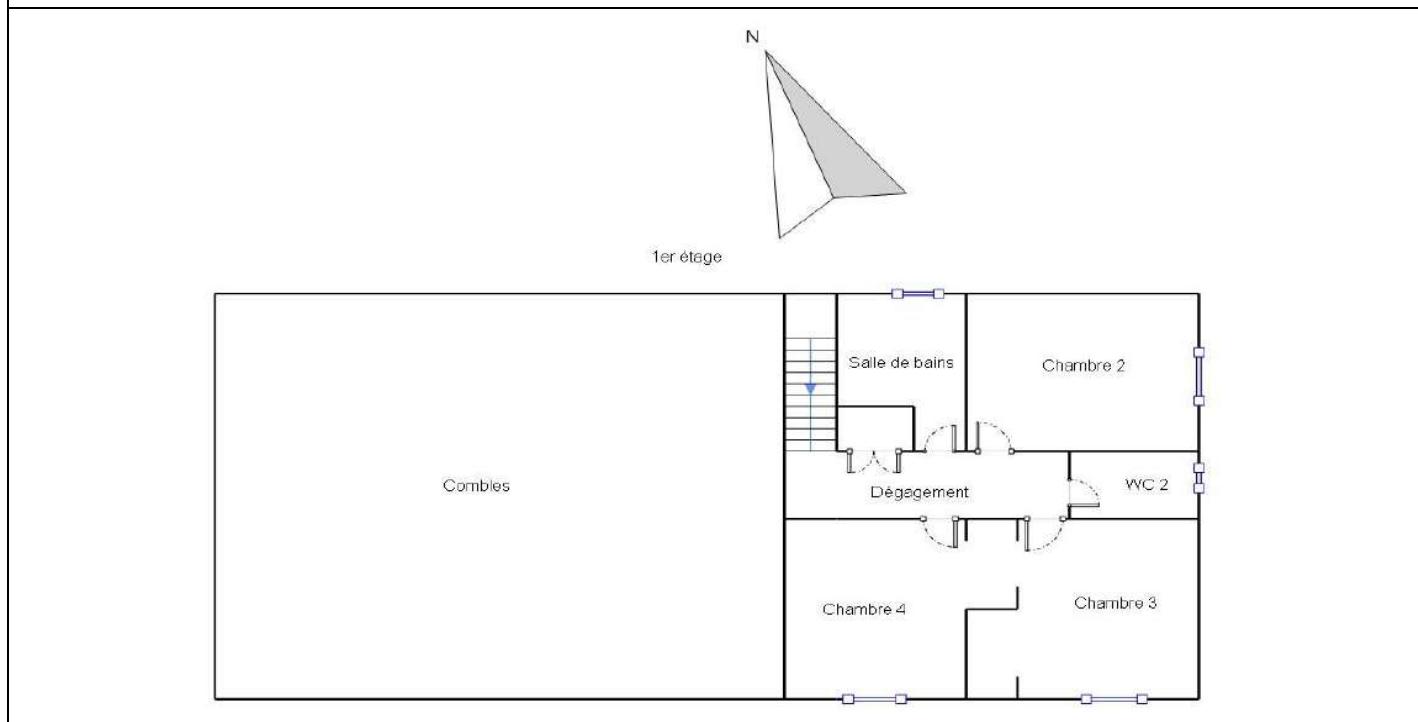 N
1er étage
Salle de bains
Chambre 2
Combles
Dégagement
WC 2
Chambre 4
Chambre 3